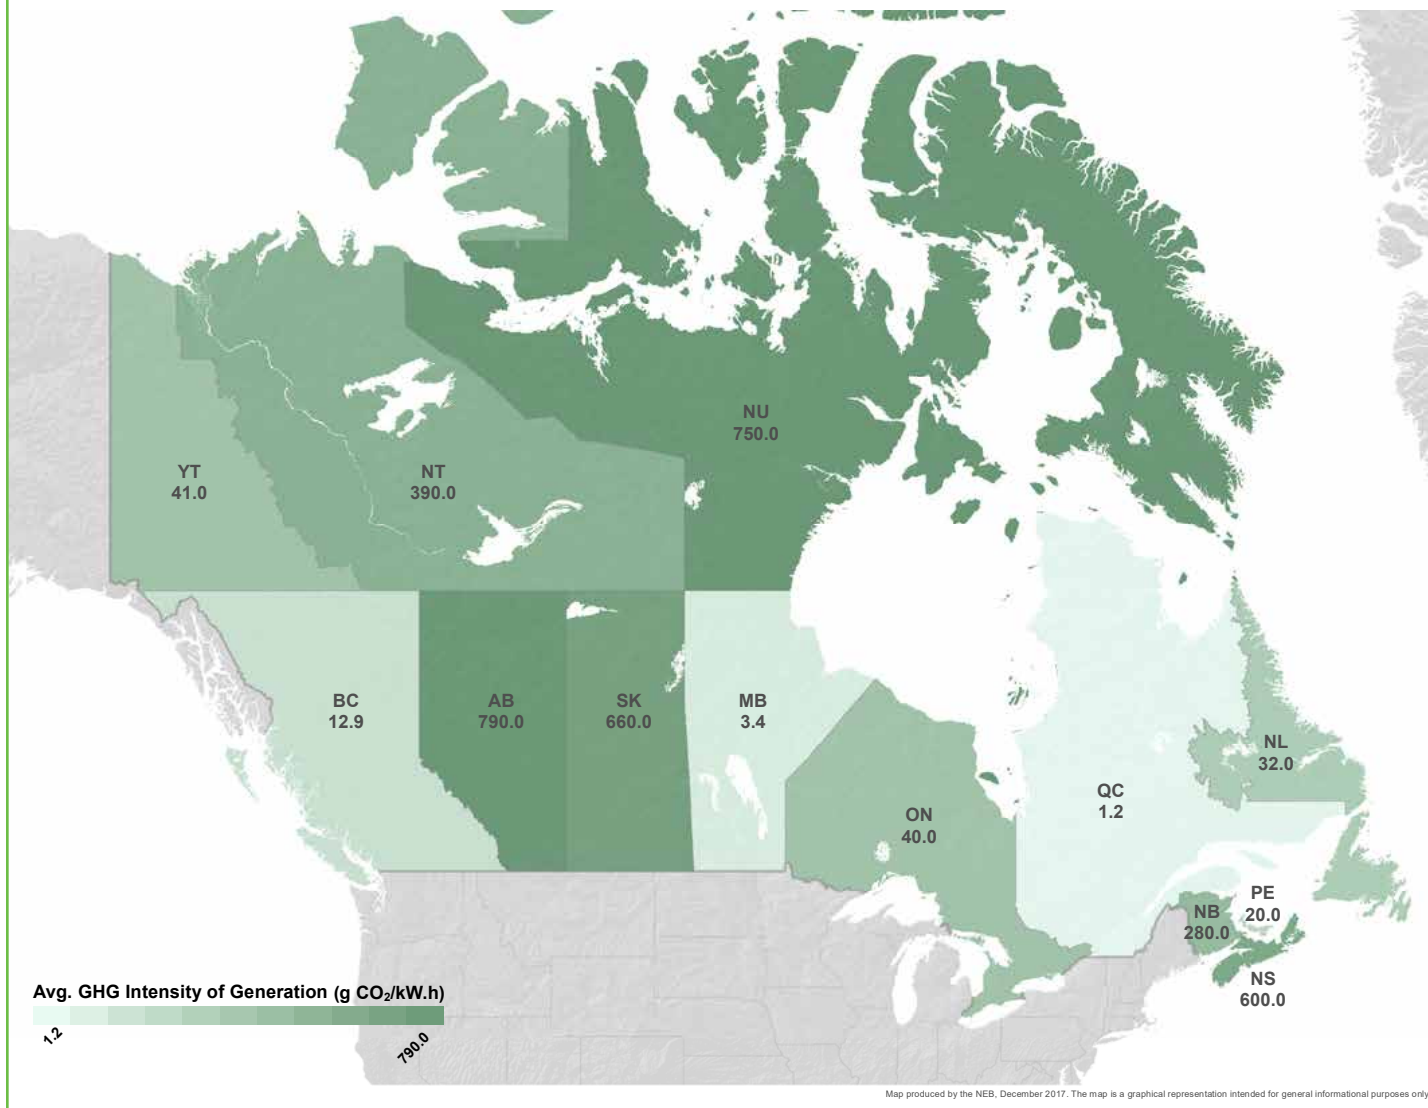 NU
750.0
YT
41.0
NT
390.0
BC
12.9
AB
790.0
SK
660.0
MB
3.4
NL
32.0
QC
1.2
ON
40.0
PE
20.0
NB
280.0
NS
600.0
Avg. GHG Intensity of Generation (g CO₂/kW.h)
1.2
790.0
Map produced by the NEB, December 2017. The map is a graphical representation intended for general informational purposes only